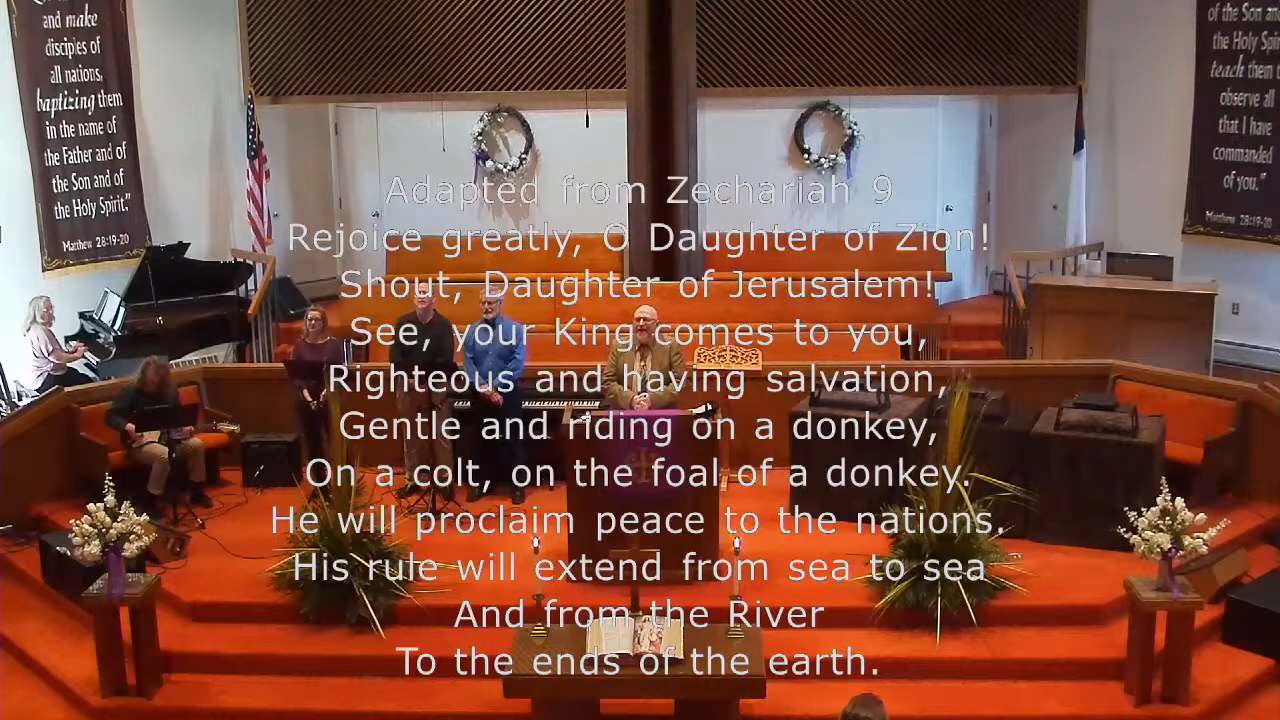 and make
disciples of
all nations,
baptizing them
in the name of
the Father and of
the Son and of
the Holy Spirit."
Matthew 28:19-20
of the Son and
the Holy
teach them
observe all
that I have
commanded
of you."
Matthew 28:19-20
Adapted from Zechariah 9
Rejoice greatly, O Daughter of Zion!
Shout, Daughter of Jerusalem!
See, your King comes to you,
Righteous and having salvation,
Gentle and riding on a donkey,
On a colt, on the foal of a donkey.
He will proclaim peace to the nations.
His rule will extend from sea to sea
And from the River
To the ends of the earth.